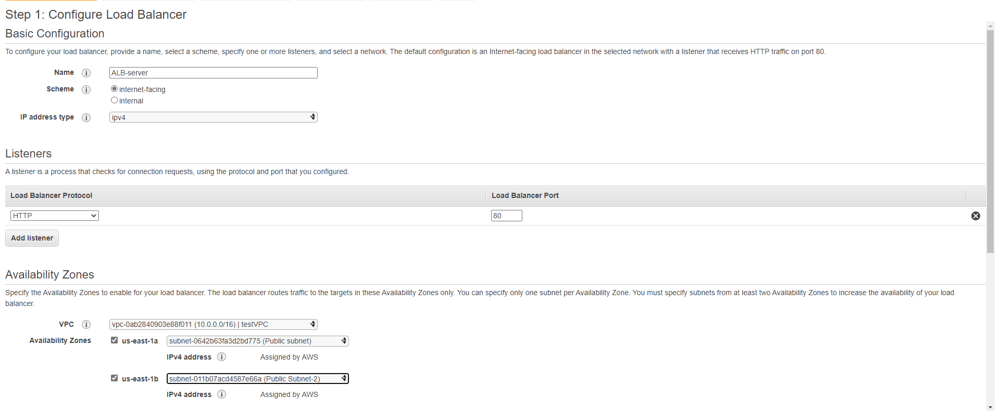 Step 1: Configure Load Balancer
Basic Configuration
To configure your load balancer, provide a name, select a scheme, specify one or more listeners, and select a network. The default configuration is an Internet-facing load balancer in the selected network with a listener that receives HTTP traffic on port 80.
Name i ALB-server
Scheme i internet-facing
internal
IP address type i ipv4
Listeners
A listener is a process that checks for connection requests, using the protocol and port that you configured.
Load Balancer Protocol Load Balancer Port
HTTP 80
Add listener
Availability Zones
Specify the Availability Zones to enable for your load balancer. The load balancer routes traffic to the targets in these Availability Zones only. You can specify only one subnet per Availability Zone. You must specify subnets from at least two Availability Zones to increase the availability of your load
balancer.
VPC i vpc-0ab2840903e88f011 (10.0.0.0/16) | testVPC
Availability Zones us-east-1a subnet-0642b63fa3d2bd775 (Public subnet)
IPv4 address i Assigned by AWS
us-east-1b subnet-011b07acd4587e66a (Public Subnet-2)
IPv4 address i Assigned by AWS